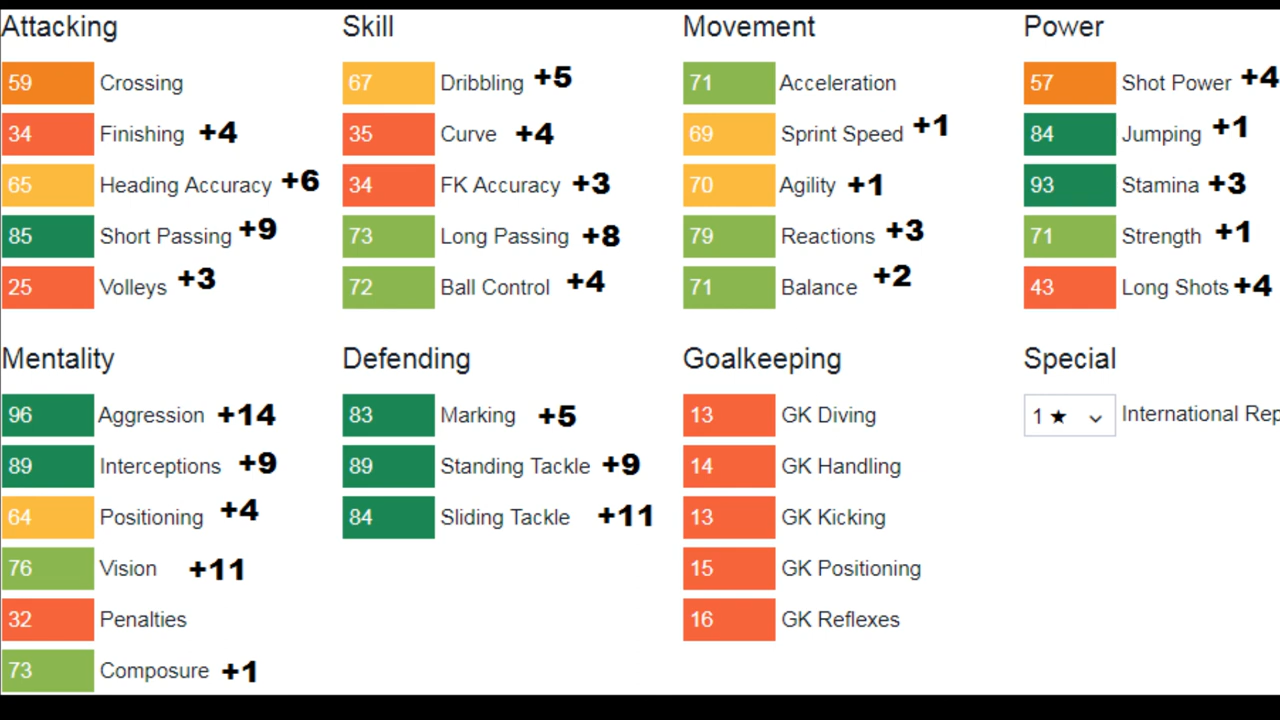 Attacking
59 Crossing
34 Finishing +4
65 Heading Accuracy +6
85 Short Passing +9
25 Volleys +3
Skill
67 Dribbling +5
35 Curve +4
34 FK Accuracy +3
73 Long Passing +8
72 Ball Control +4
Movement
71 Acceleration
69 Sprint Speed +1
70 Agility +1
79 Reactions +3
71 Balance +2
Power
57 Shot Power +4
84 Jumping +1
93 Stamina +3
71 Strength +1
43 Long Shots +4
Mentality
96 Aggression +14
89 Interceptions +9
64 Positioning +4
76 Vision +11
32 Penalties
73 Composure +1
Defending
83 Marking +5
89 Standing Tackle +9
84 Sliding Tackle +11
Goalkeeping
13 GK Diving
14 GK Handling
13 GK Kicking
15 GK Positioning
16 GK Reflexes
Special
1 ★ International Rep